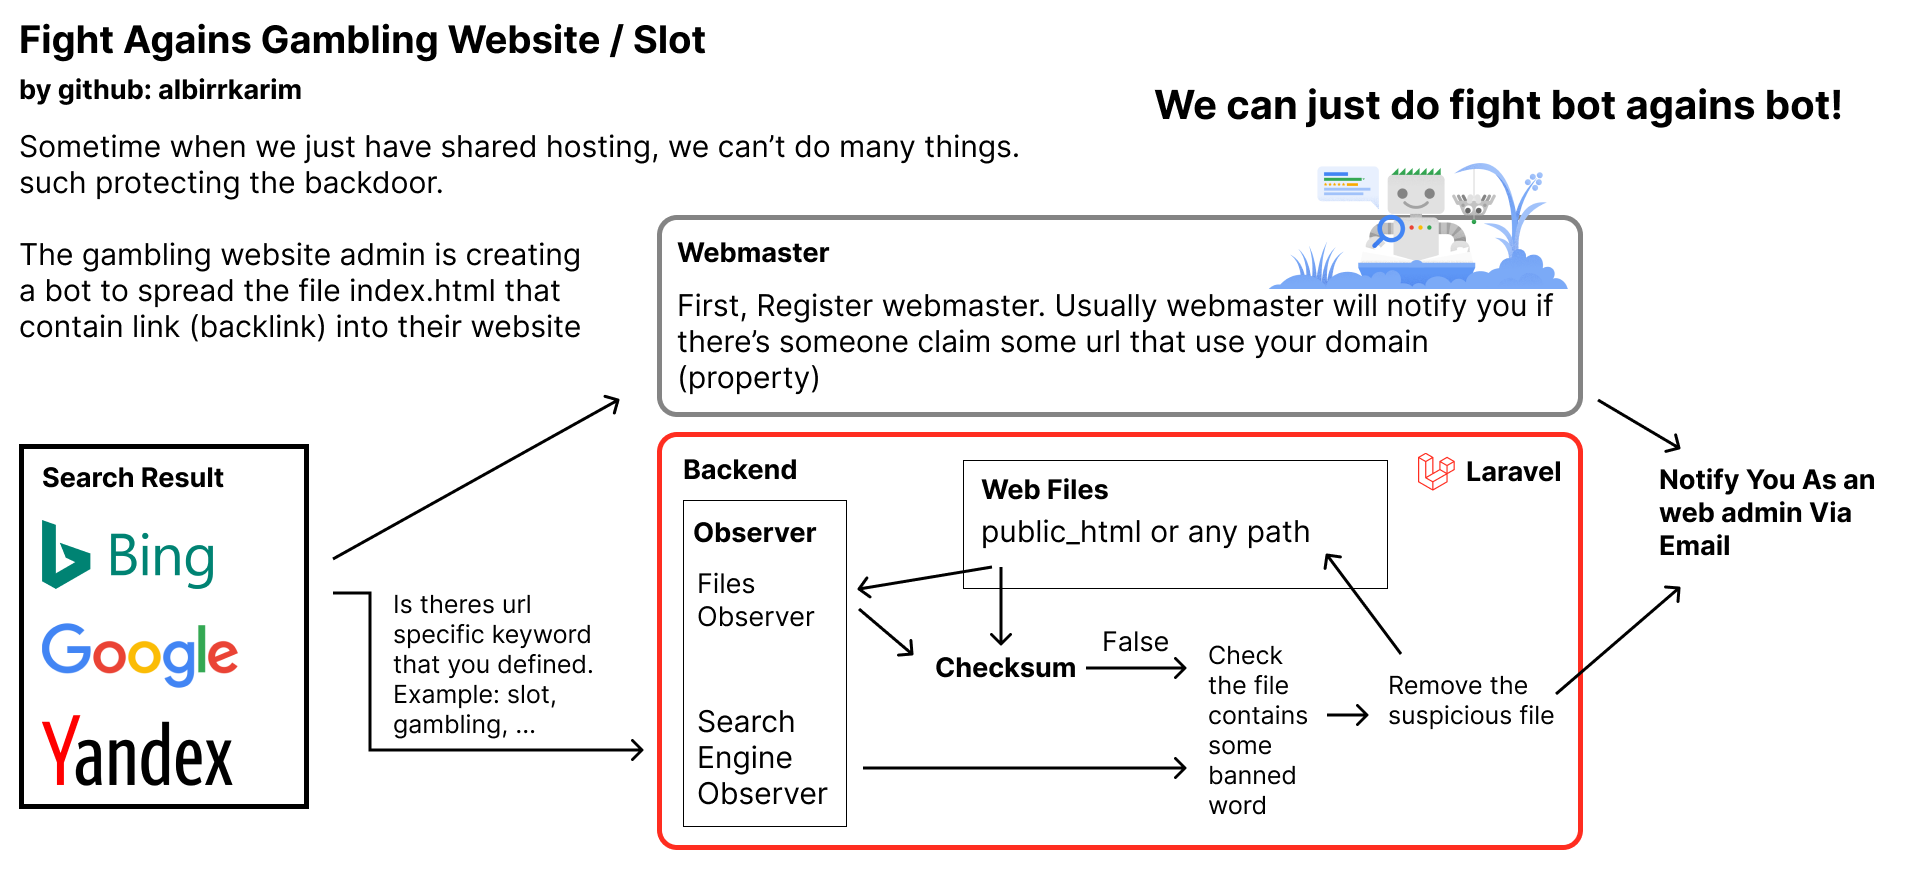 Fight Agains Gambling Website / Slot
by github: albirrkarim
Sometime when we just have shared hosting, we can't do many things.
such protecting the backdoor.
The gambling website admin is creating
a bot to spread the file index.html that
contain link (backlink) into their website
We can just do fight bot agains bot!
Webmaster
First, Register webmaster. Usually webmaster will notify you if
there's someone claim some url that use your domain
(property)
Search Result
Bing
Google
Yandex
Is theres url
specific keyword
that you defined.
Example: slot,
gambling, ...
Backend
Observer
Files
Observer
Search
Engine
Observer
Web Files
public_html or any path
Laravel
Checksum
False
Check
the file
contains
some
banned
word
Remove the
suspicious file
Notify You As an
web admin Via
Email